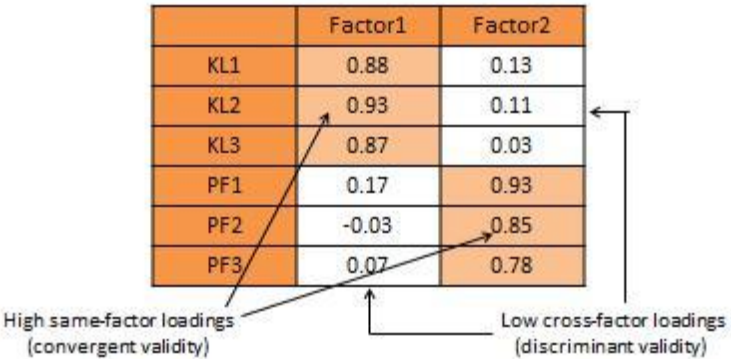 Factor1 Factor2
KL1 0.88 0.13
KL2 0.93 0.11
KL3 0.87 0.03
PF1 0.17 0.93
PF2 -0.03 0.85
PF3 0.07 0.78
High same-factor loadings
(convergent validity)
Low cross-factor loadings
(discriminant validity)